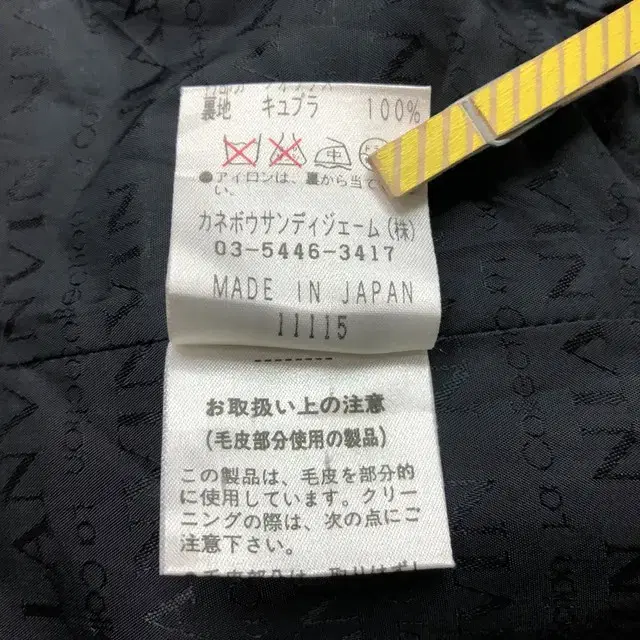 裏地 キュプラ 100%
●アイロンは、裏から当て
い。
カネボウサンディジェーム(株)
03-5446-3417
MADE IN JAPAN
11115
お取扱い上の注意
(毛皮部分使用の製品)
この製品は、毛皮を部分的
に使用しています。クリー
ニングの際は、次の点にご
注意下さい。
LANVIN
collection